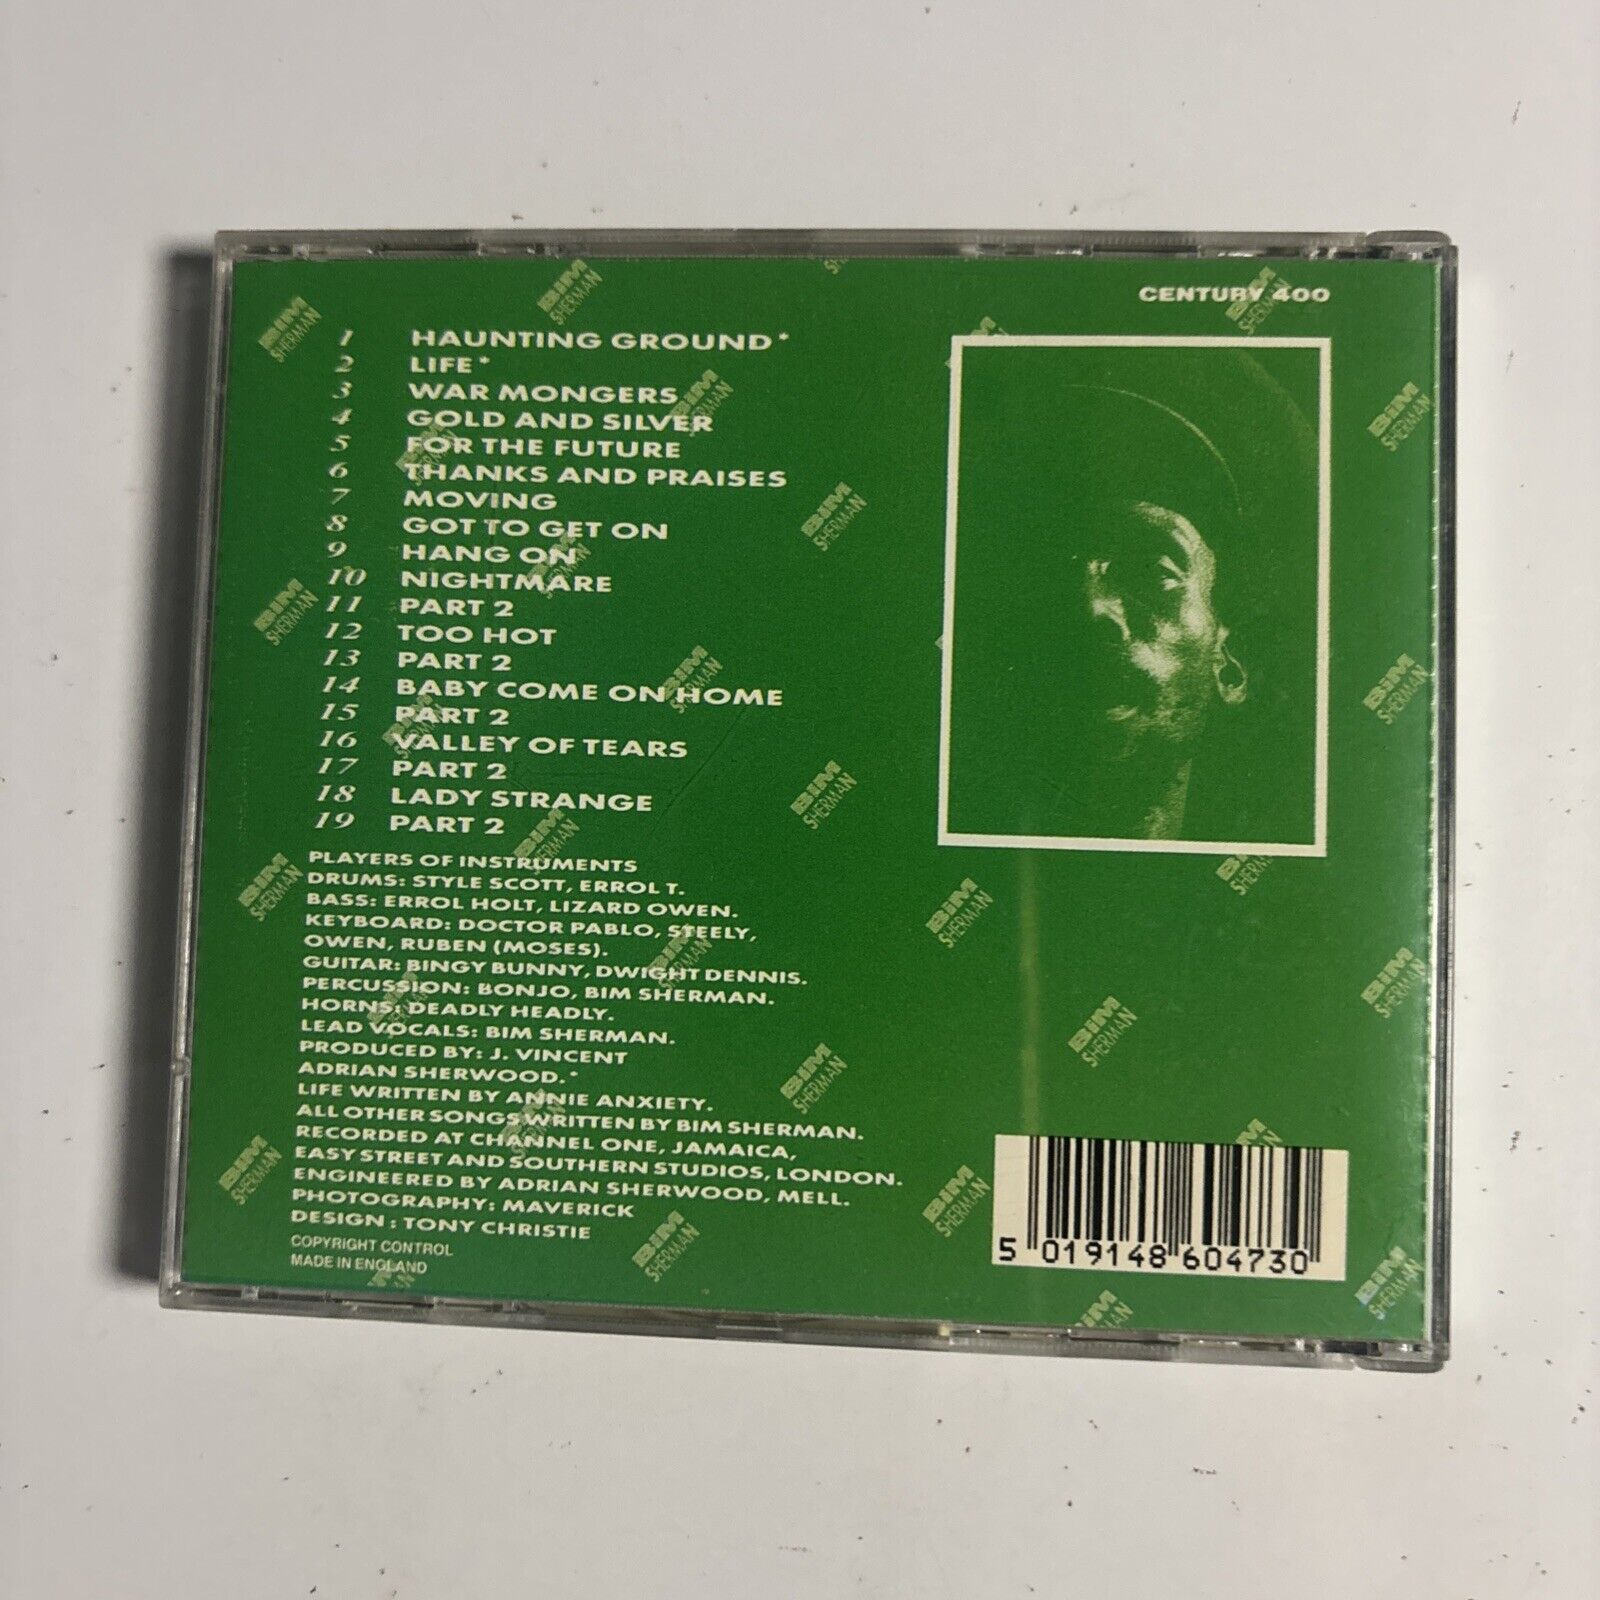 CENTURY 400
1 HAUNTING GROUND*
2 LIFE*
3 WAR MONGERS
4 GOLD AND SILVER
5 FOR THE FUTURE
6 THANKS AND PRAISES
7 MOVING
8 GOT TO GET ON
9 HANG ON
10 NIGHTMARE
11 PART 2
12 TOO HOT
13 PART 2
14 BABY COME ON HOME
15 PART 2
16 VALLEY OF TEARS
17 PART 2
18 LADY STRANGE
19 PART 2
PLAYERS OF INSTRUMENTS
DRUMS: STYLE SCOTT, ERROL T.
BASS: ERROL HOLT, LIZARD OWEN.
KEYBOARD: DOCTOR PABLO, STEELY,
OWEN, RUBEN (MOSES).
GUITAR: BINGY BUNNY, DWIGHT DENNIS.
PERCUSSION: BONJO, BIM SHERMAN.
HORNS: DEADLY HEADLY.
LEAD VOCALS: BIM SHERMAN.
PRODUCED BY: J. VINCENT
ADRIAN SHERWOOD.*
LIFE WRITTEN BY ANNIE ANXIETY.
ALL OTHER SONGS WRITTEN BY BIM SHERMAN.
RECORDED AT CHANNEL ONE, JAMAICA,
EASY STREET AND SOUTHERN STUDIOS, LONDON.
ENGINEERED BY ADRIAN SHERWOOD, MELL.
PHOTOGRAPHY: MAVERICK
DESIGN: TONY CHRISTIE
COPYRIGHT CONTROL
MADE IN ENGLAND
5 019148 604730
BIM
SHERMAN